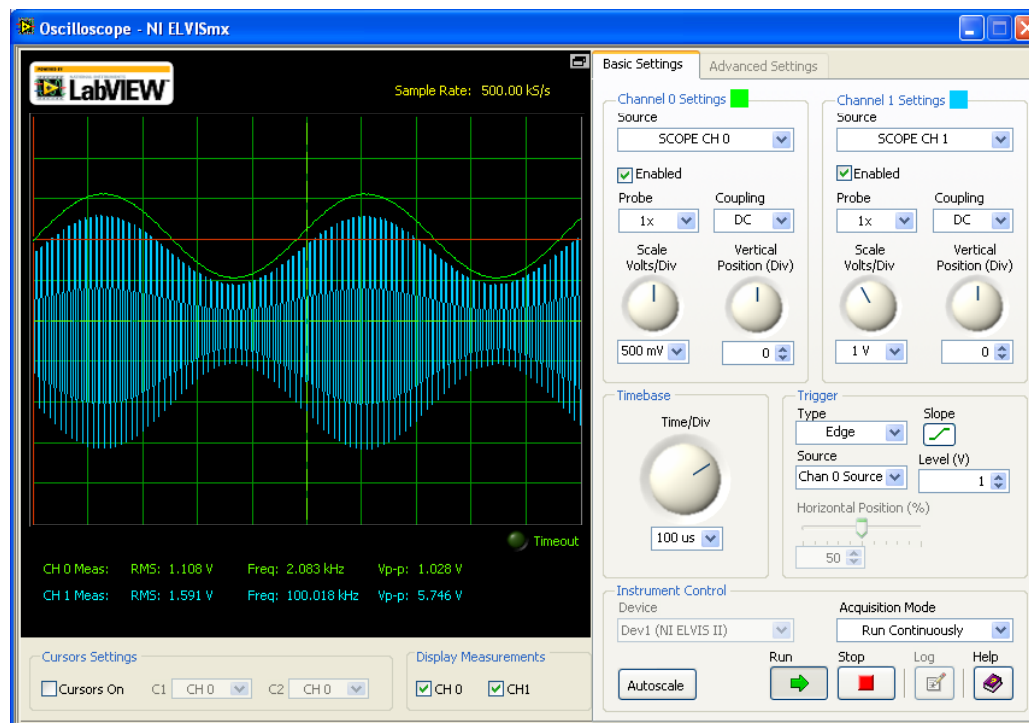 Oscilloscope - NI ELVISmx
LabVIEW
Sample Rate: 500.00 kS/s
Timeout
CH 0 Meas: RMS: 1.108 V Freq: 2.083 kHz Vp-p: 1.028 V
CH 1 Meas: RMS: 1.591 V Freq: 100.018 kHz Vp-p: 5.746 V
Cursors Settings
Cursors On C1 CH 0 C2 CH 0
Display Measurements
CH 0 CH1
Basic Settings Advanced Settings
Channel 0 Settings
Source
SCOPE CH 0
Enabled
Probe Coupling
1x DC
Scale Vertical
Volts/Div Position (Div)
500 mV 0
Channel 1 Settings
Source
SCOPE CH 1
Enabled
Probe Coupling
1x DC
Scale Vertical
Volts/Div Position (Div)
1 V 0
Timebase
Time/Div
100 us
Trigger
Type Slope
Edge
Source Level (V)
Chan 0 Source 1
Horizontal Position (%)
50
Instrument Control
Device Acquisition Mode
Dev1 (NI ELVIS II) Run Continuously
Run Stop Log Help
Autoscale